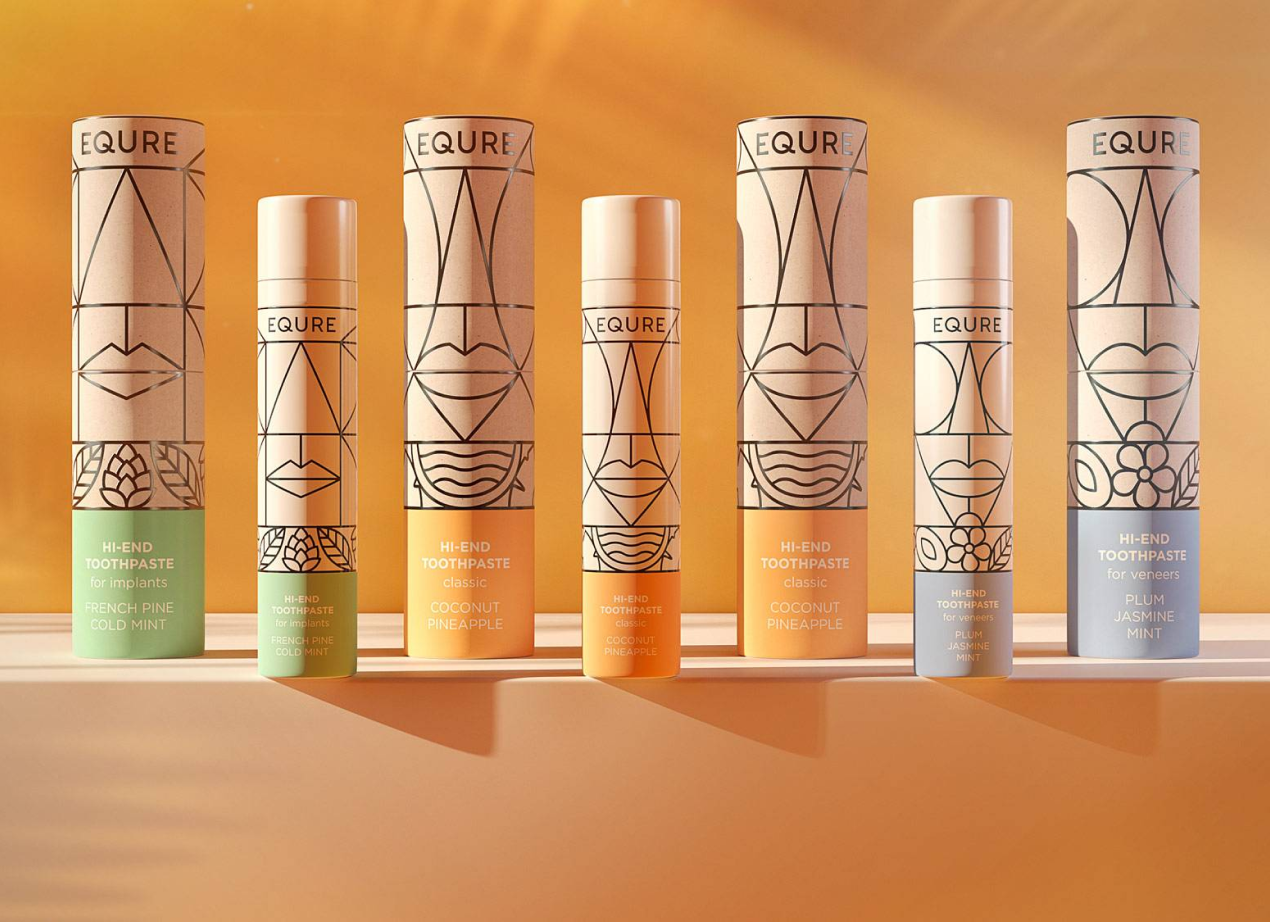 EQURE
HI-END
TOOTHPASTE
for implants
FRENCH PINE
COLD MINT
EQURE
HI-END
TOOTHPASTE
for implants
FRENCH PINE
COLD MINT
EQURE
HI-END
TOOTHPASTE
classic
COCONUT
PINEAPPLE
EQURE
HI-END
TOOTHPASTE
classic
COCONUT
PINEAPPLE
EQURE
HI-END
TOOTHPASTE
classic
COCONUT
PINEAPPLE
EQURE
HI-END
TOOTHPASTE
for veneers
PLUM
JASMINE
MINT
EQURE
HI-END
TOOTHPASTE
for veneers
PLUM
JASMINE
MINT